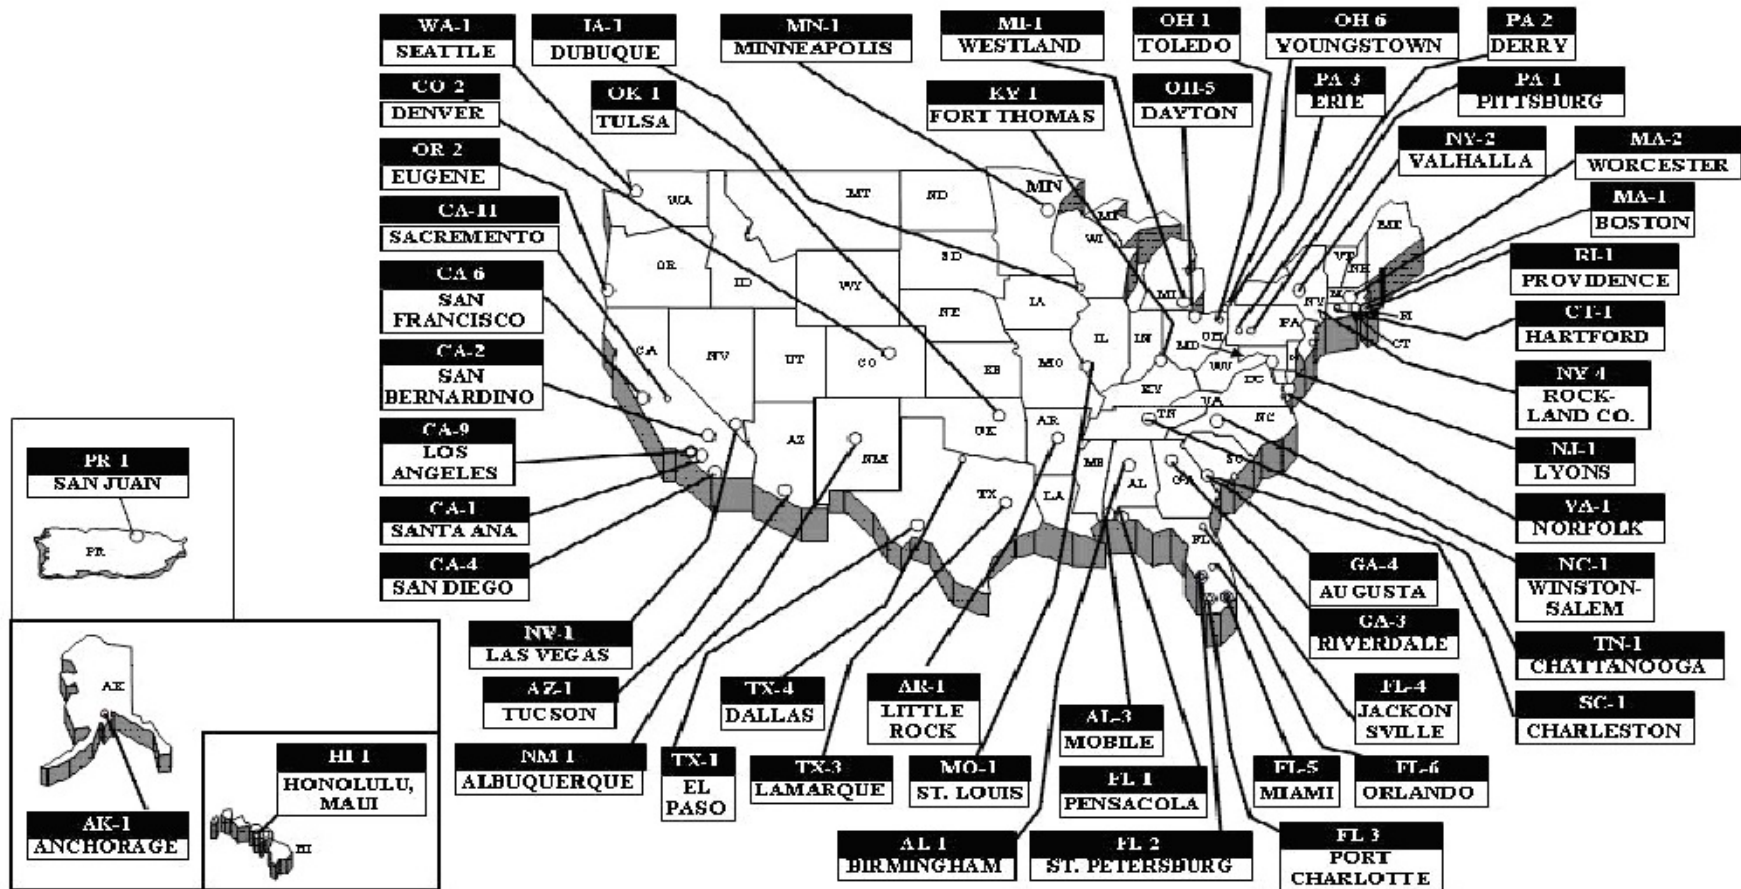 WA-1
SEATTLE
IA-1
DUBUQUE
MN-1
MINNEAPOLIS
MI-1
WESTLAND
OH 1
TOLEDO
OH 6
YOUNGSTOWN
PA 2
DERRY
CO 2
DENVER
OK 1
TULSA
KY 1
FORT THOMAS
OH-5
DAYTON
PA 3
ERIE
PA 1
PITTSBURG
OR 2
EUGENE
NY-2
VALHALLA
MA-2
WORCESTER
CA-11
SACREMENTO
MA-1
BOSTON
CA 6
SAN
FRANCISCO
RI-1
PROVIDENCE
CT-1
HARTFORD
CA-2
SAN
BERNARDINO
NY 4
ROCK-
LAND CO.
CA-9
LOS
ANGELES
NJ-1
LYONS
CA-1
SANTA ANA
VA-1
NORFOLK
CA-4
SAN DIEGO
NC-1
WINSTON-
SALEM
GA-4
AUGUSTA
GA-3
RIVERDALE
TN-1
CHATTANOOGA
SC-1
CHARLESTON
NV-1
LAS VEGAS
AZ-1
TUCSON
NM 1
ALBUQUERQUE
TX-1
EL
PASO
TX-4
DALLAS
TX-3
LAMARQUE
AR-1
LITTLE
ROCK
MO-1
ST. LOUIS
AL-3
MOBILE
FL 1
PENSACOLA
FL-4
JACKON
SVILLE
FL-5
MIAMI
FL-6
ORLANDO
AL 1
BIRMINGHAM
FL 2
ST. PETERSBURG
FL 3
PORT
CHARLOTTE
PR 1
SAN JUAN
PR
AK
AK-1
ANCHORAGE
HI 1
HONOLULU,
MAUI
HI
WA
MT
ND
MIN
MI
WI
VT
NH
ME
OR
ID
WY
SD
IA
MI
NY
RI
CT
NE
PA
OH
MD
CA
NV
UT
CO
MO
IL
IN
WV
DC
KY
VA
TN
NC
AZ
NM
OK
AR
SC
TX
LA
AL
GA
FL